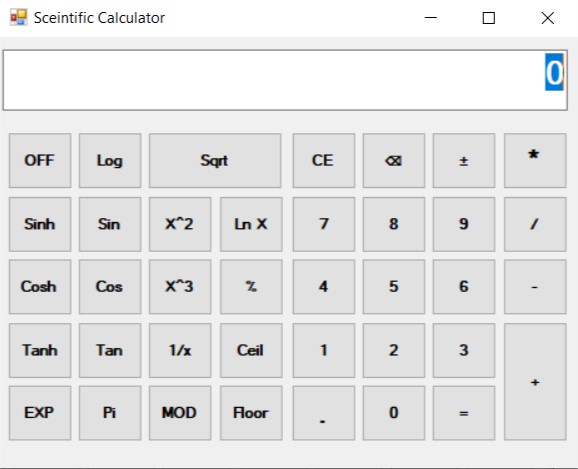 Sceintific Calculator
0
OFF Log Sqrt CE ⌫ ± *
Sinh Sin X^2 Ln X 7 8 9 /
Cosh Cos X^3 % 4 5 6 -
Tanh Tan 1/x Ceil 1 2 3 +
EXP Pi MOD Floor . 0 =